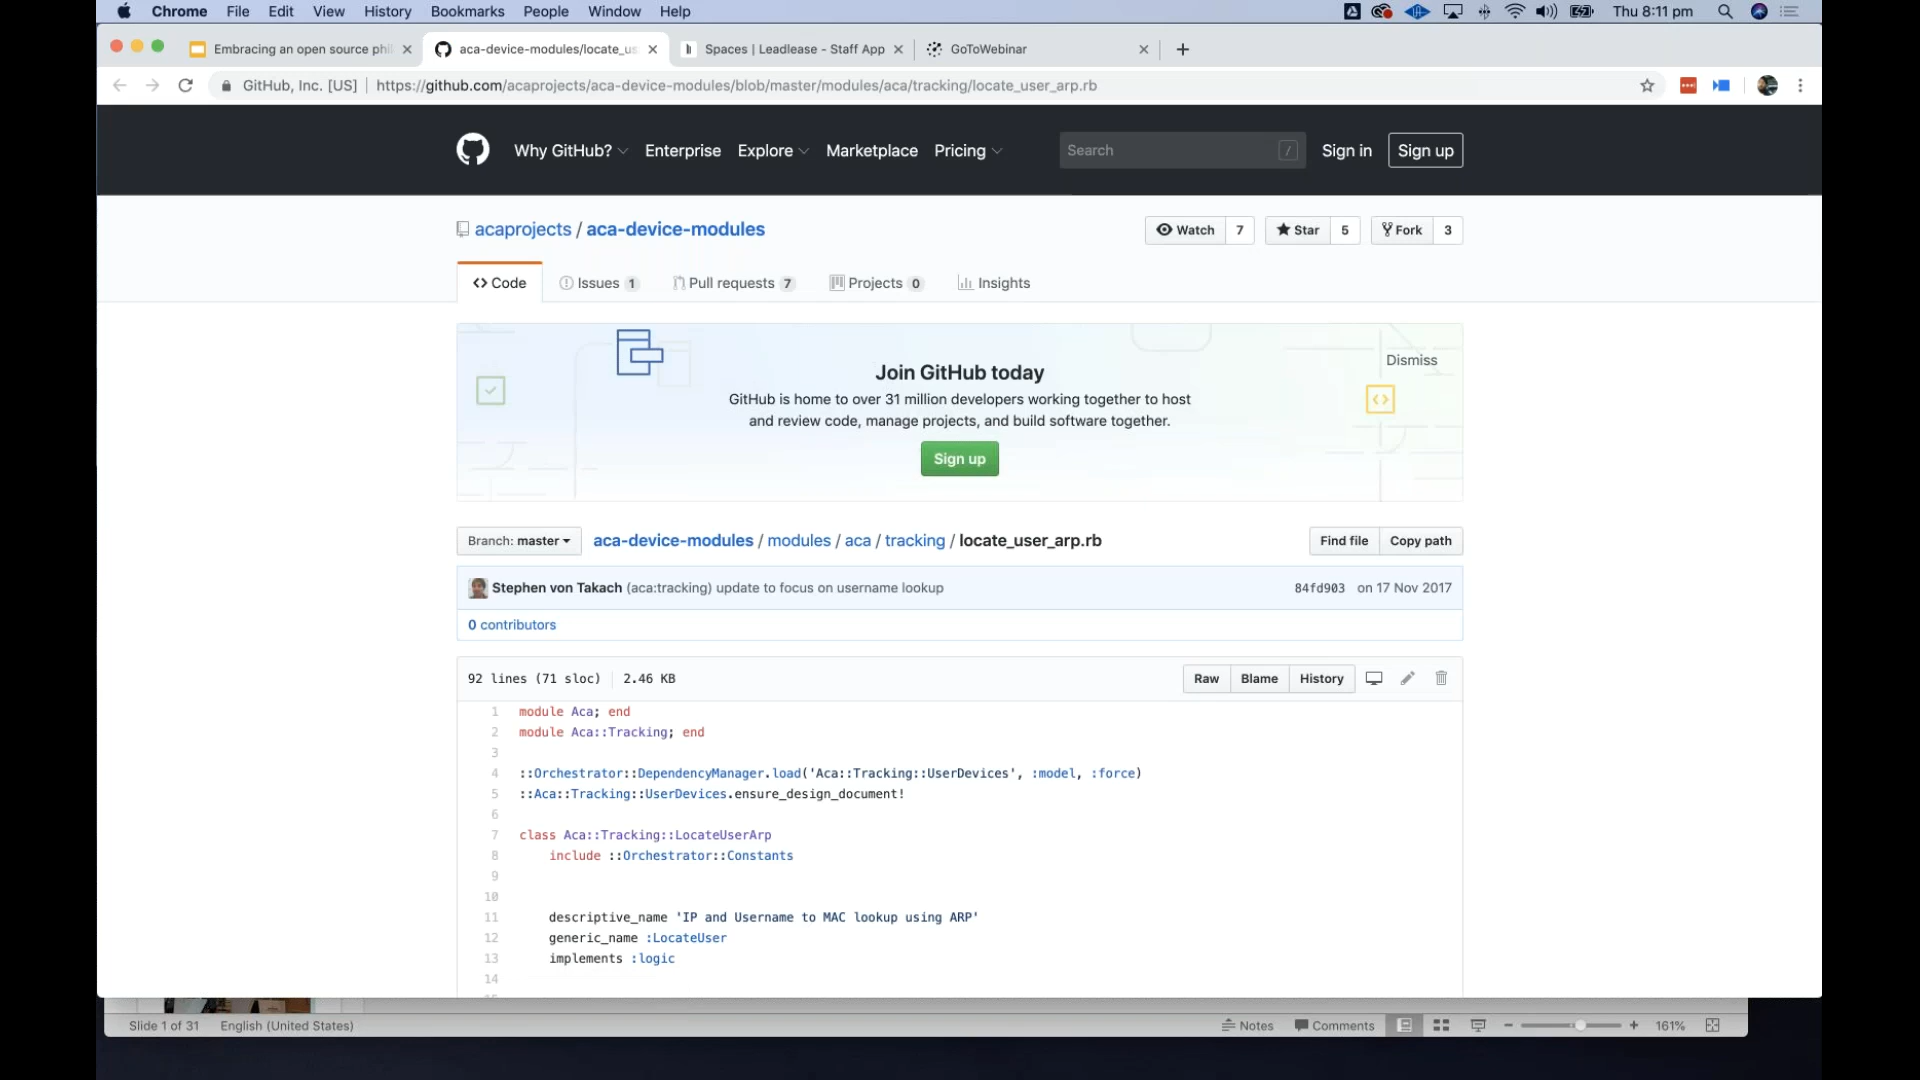 Chrome File Edit View History Bookmarks People Window Help Thu 8:11 pm
Embracing an open source phi
aca-device-modules/locate_us
Spaces | Leadlease - Staff App
GoToWebinar
GitHub, Inc. [US] https://github.com/acaprojects/aca-device-modules/blob/master/modules/aca/tracking/locate_user_arp.rb
Why GitHub? Enterprise Explore Marketplace Pricing Search / Sign in Sign up
acaprojects / aca-device-modules Watch 7 Star 5 Fork 3
<> Code Issues 1 Pull requests 7 Projects 0 Insights
Dismiss
Join GitHub today
GitHub is home to over 31 million developers working together to host
and review code, manage projects, and build software together.
Sign up
Branch: master aca-device-modules / modules / aca / tracking / locate_user_arp.rb Find file Copy path
Stephen von Takach (aca:tracking) update to focus on username lookup 84fd903 on 17 Nov 2017
0 contributors
92 lines (71 sloc) 2.46 KB Raw Blame History
1 module Aca; end
2 module Aca::Tracking; end
3
4 ::Orchestrator::DependencyManager.load('Aca::Tracking::UserDevices', :model, :force)
5 ::Aca::Tracking::UserDevices.ensure_design_document!
6
7 class Aca::Tracking::LocateUserArp
8 include ::Orchestrator::Constants
9
10
11 descriptive_name 'IP and Username to MAC lookup using ARP'
12 generic_name :LocateUser
13 implements :logic
14
Slide 1 of 31 English (United States) Notes Comments 161%